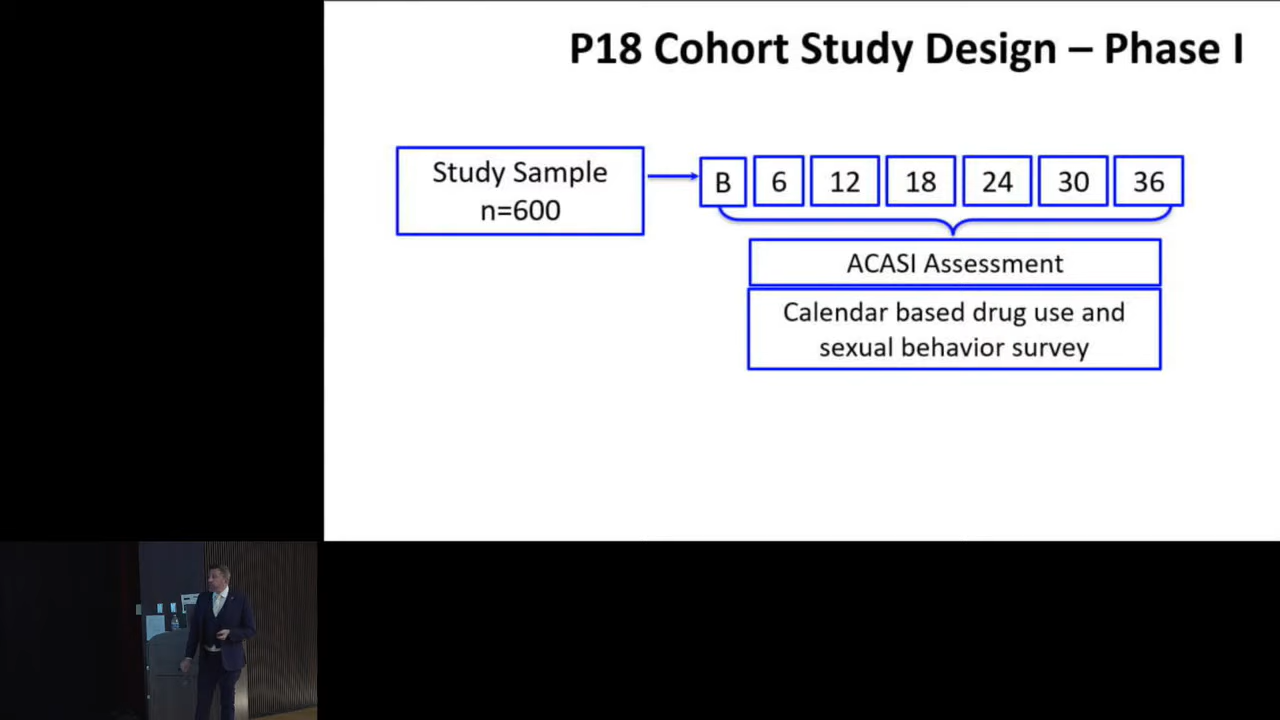 P18 Cohort Study Design – Phase I
Study Sample
n=600
B 6 12 18 24 30 36
ACASI Assessment
Calendar based drug use and
sexual behavior survey